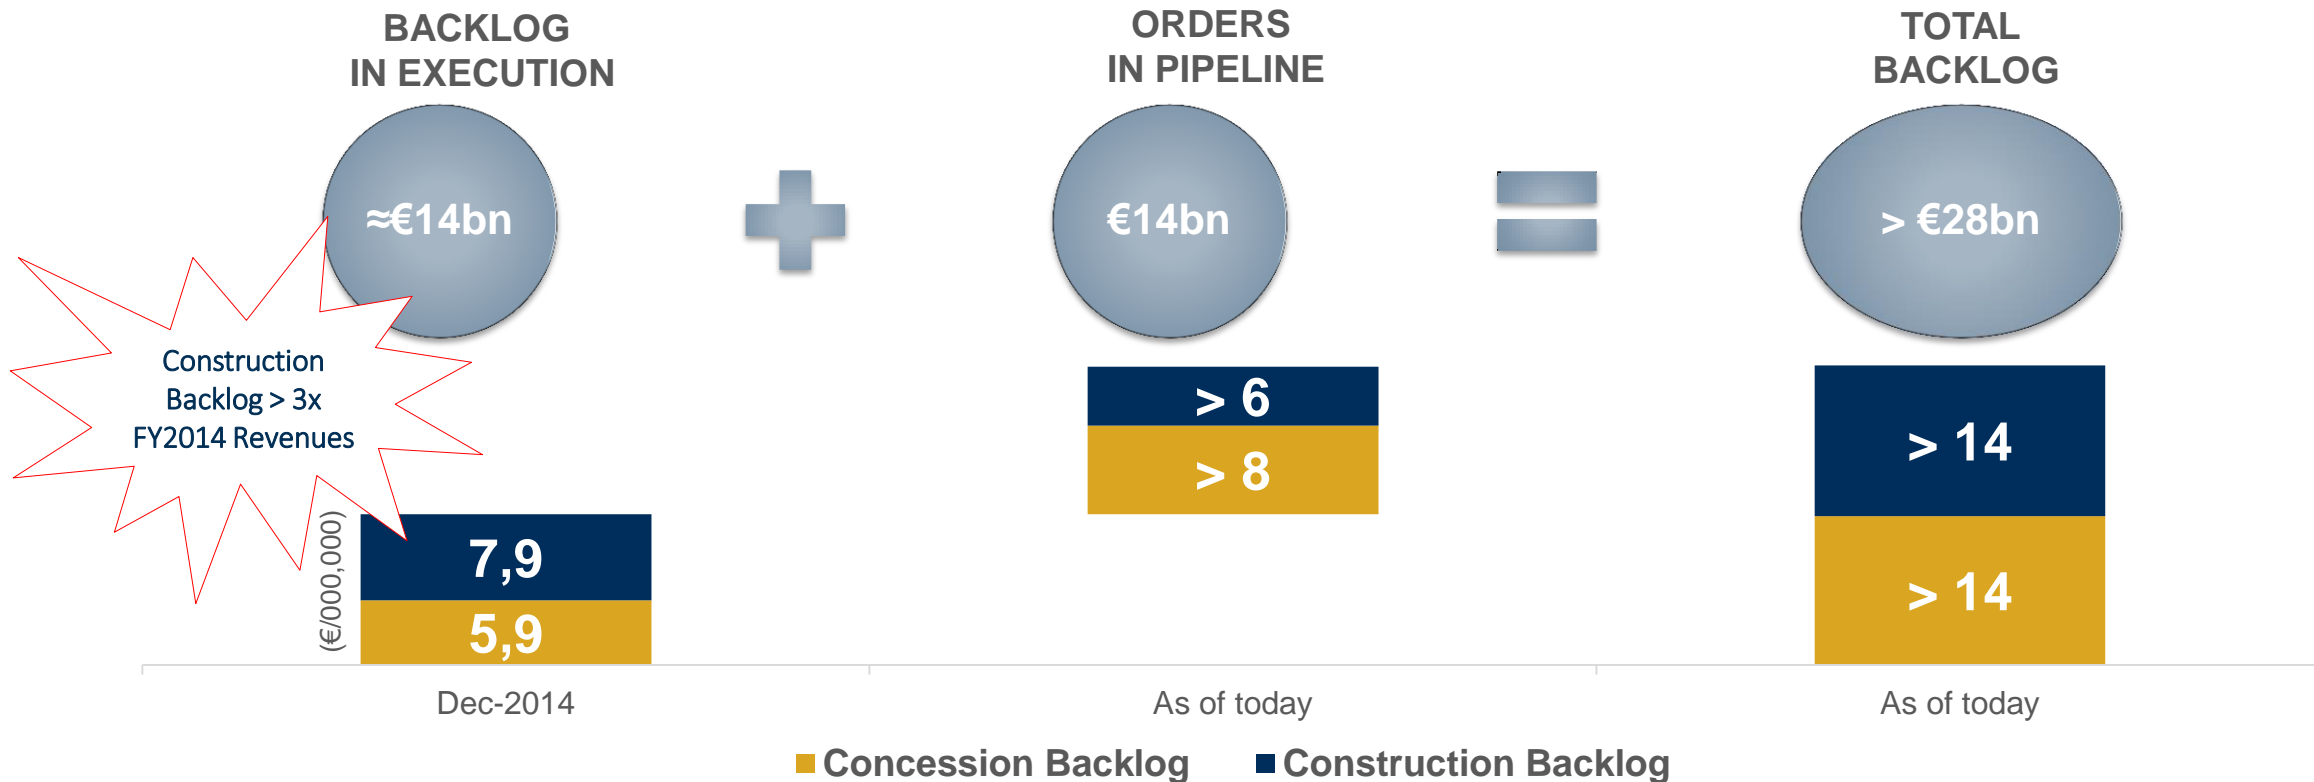 BACKLOG
IN EXECUTION
ORDERS
IN PIPELINE
TOTAL
BACKLOG
≈€14bn
€14bn
> €28bn
Construction
Backlog > 3x
FY2014 Revenues
> 6
> 8
> 14
> 14
(€/000,000)
7,9
5,9
Dec-2014
As of today
As of today
Concession Backlog
Construction Backlog